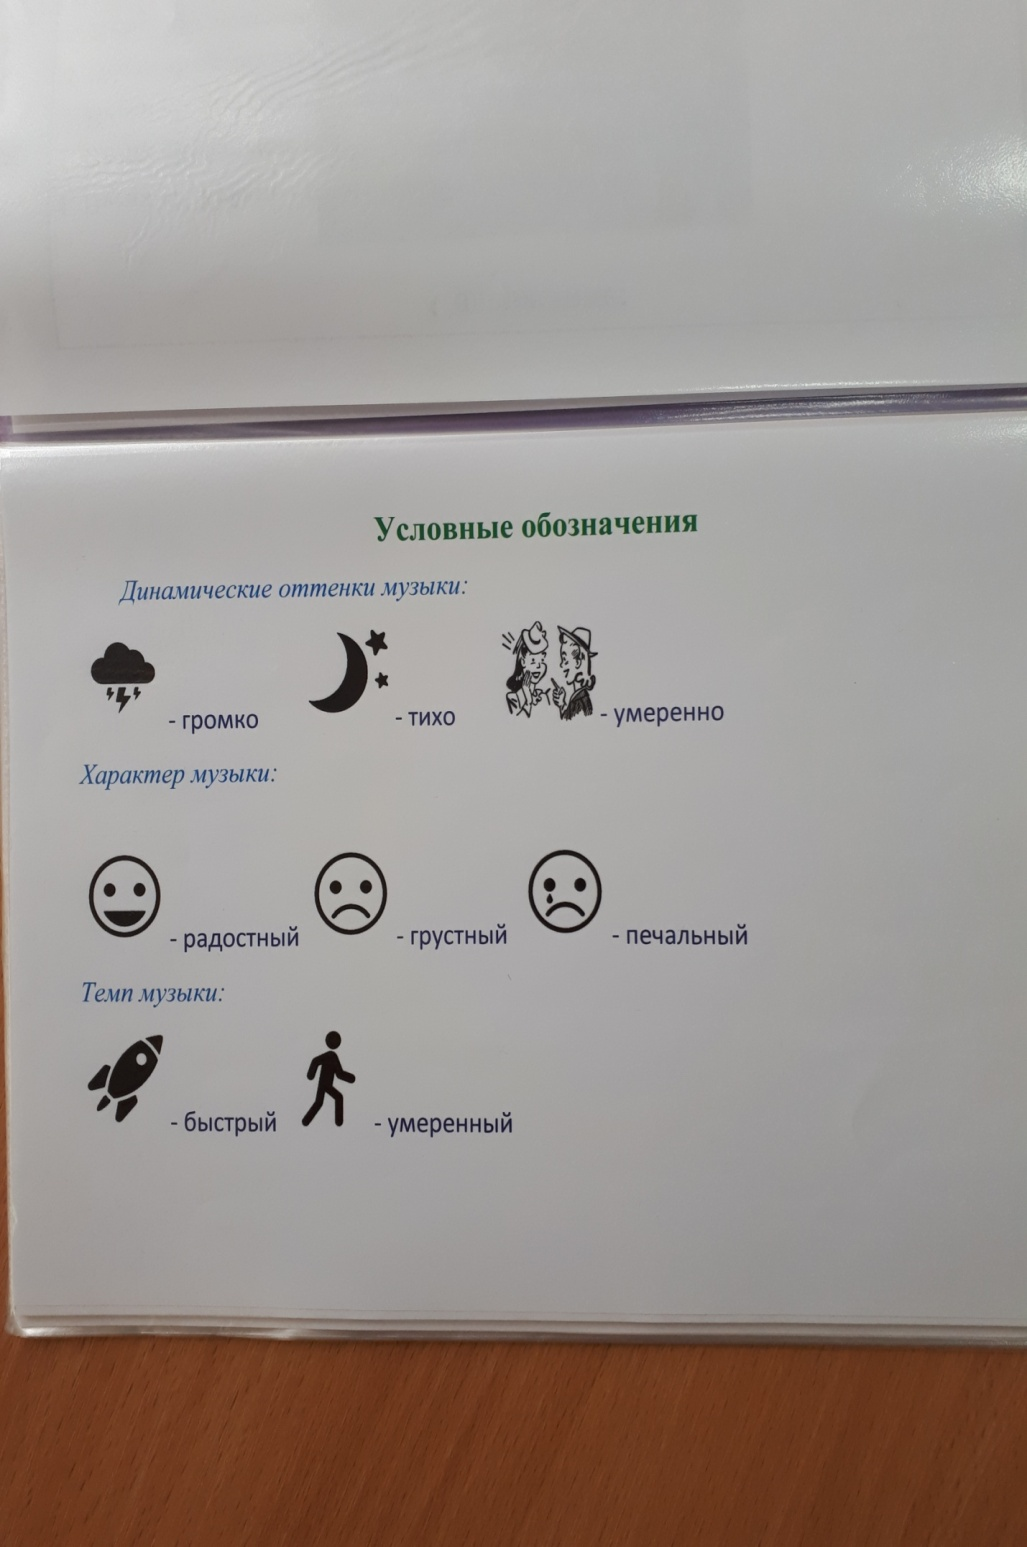 Условные обозначения
Динамические оттенки музыки:
- громко - тихо - умеренно
Характер музыки:
- радостный - грустный - печальный
Темп музыки:
- быстрый - умеренный